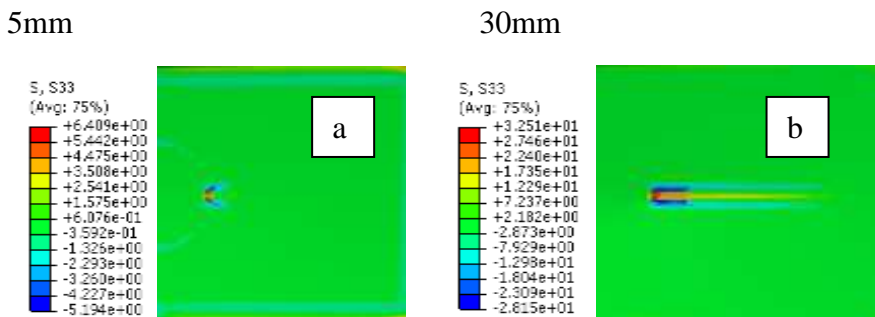 5mm
30mm
S, S33
(Avg: 75%)
+6.409e+00
+5.442e+00
+4.475e+00
+3.508e+00
+2.541e+00
+1.575e+00
+6.076e-01
-3.592e-01
-1.326e+00
-2.293e+00
-3.260e+00
-4.227e+00
-5.194e+00
a
S, S33
(Avg: 75%)
+3.251e+01
+2.746e+01
+2.240e+01
+1.735e+01
+1.229e+01
+7.237e+00
+2.182e+00
-2.873e+00
-7.929e+00
-1.298e+01
-1.804e+01
-2.309e+01
-2.815e+01
b